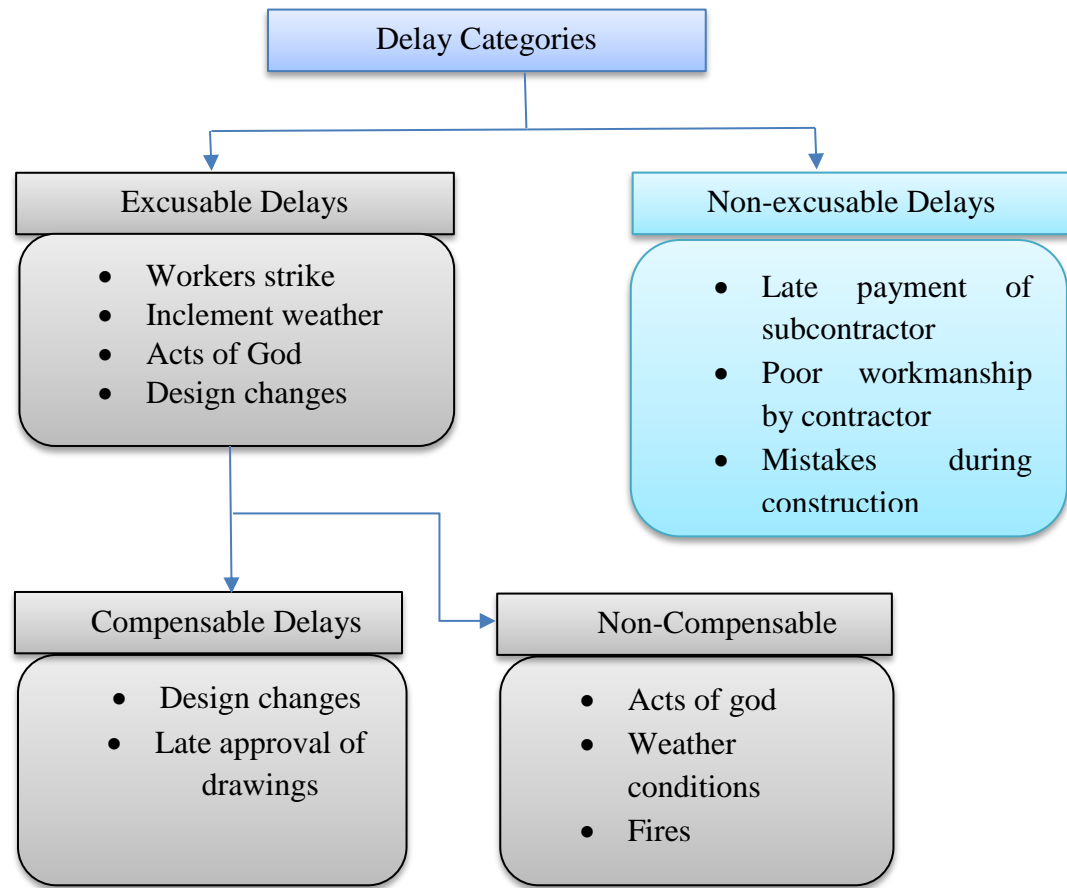 Delay Categories
Excusable Delays
• Workers strike
• Inclement weather
• Acts of God
• Design changes
Non-excusable Delays
• Late payment of
subcontractor
• Poor workmanship
by contractor
• Mistakes during
construction
Compensable Delays
• Design changes
• Late approval of
drawings
Non-Compensable
• Acts of god
• Weather
conditions
• Fires